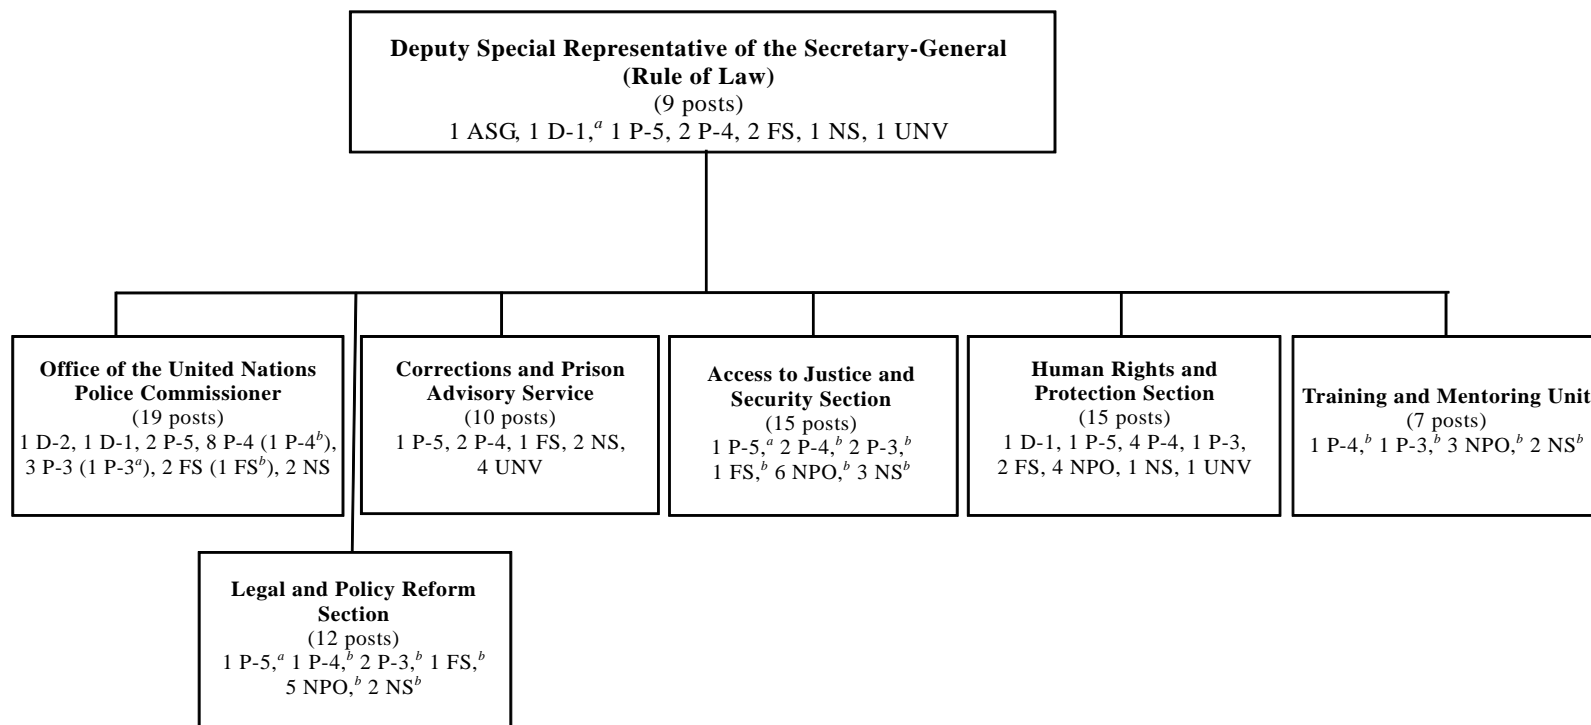 Deputy Special Representative of the Secretary-General
(Rule of Law)
(9 posts)
1 ASG, 1 D-1,a 1 P-5, 2 P-4, 2 FS, 1 NS, 1 UNV
Office of the United Nations
Police Commissioner
(19 posts)
1 D-2, 1 D-1, 2 P-5, 8 P-4 (1 P-4b),
3 P-3 (1 P-3a), 2 FS (1 FSb), 2 NS
Corrections and Prison
Advisory Service
(10 posts)
1 P-5, 2 P-4, 1 FS, 2 NS,
4 UNV
Access to Justice and
Security Section
(15 posts)
1 P-5,a 2 P-4,b 2 P-3,b
1 FS,b 6 NPO,b 3 NSb
Human Rights and
Protection Section
(15 posts)
1 D-1, 1 P-5, 4 P-4, 1 P-3,
2 FS, 4 NPO, 1 NS, 1 UNV
Training and Mentoring Unit
(7 posts)
1 P-4,b 1 P-3,b 3 NPO,b 2 NSb
Legal and Policy Reform
Section
(12 posts)
1 P-5,a 1 P-4,b 2 P-3,b 1 FS,b
5 NPO,b 2 NSb